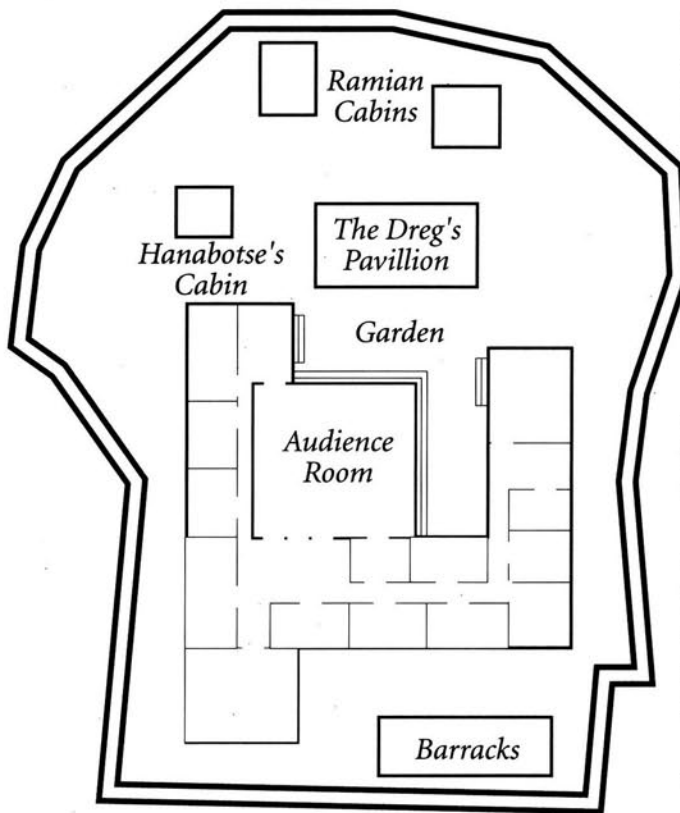 Ramian
Cabins
The Dreg's
Pavillion
Hanabotse's
Cabin
Garden
Audience
Room
Barracks